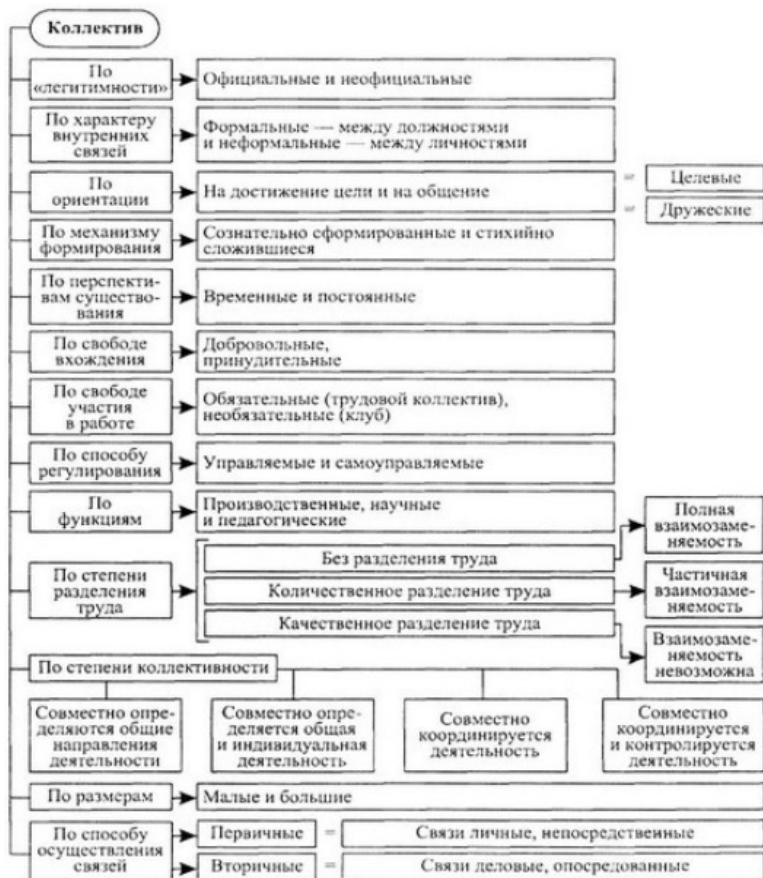 Коллектив
По
«легитимности»
Официальные и неофициальные
По характеру
внутренних
связей
Формальные — между должностями
и неформальные — между личностями
По
ориентации
На достижение цели и на общение
= Целевые
= Дружеские
По механизму
формирования
Сознательно сформированные и стихийно
сложившиеся
По перспекти-
вам существо-
вания
Временные и постоянные
По свободе
вхождения
Добровольные,
принудительные
По свободе
участия
в работе
Обязательные (трудовой коллектив),
необязательные (клуб)
По способу
регулирования
Управляемые и самоуправляемые
По
функциям
Производственные, научные
и педагогические
По степени
разделения
труда
Без разделения труда
Полная
взаимозаме-
няемость
Количественное разделение труда
Частичная
взаимозаме-
няемость
Качественное разделение труда
Взаимозаме-
няемость
невозможна
По степени коллективности
Совместно опре-
деляются общие
направления
деятельности
Совместно опре-
деляется общая
и индивидуальная
деятельность
Совместно
координируется
деятельность
Совместно
координируется
и контролируется
деятельность
По размерам
Малые и большие
По способу
осуществления
связей
Первичные = Связи личные, непосредственные
Вторичные = Связи деловые, опосредованные